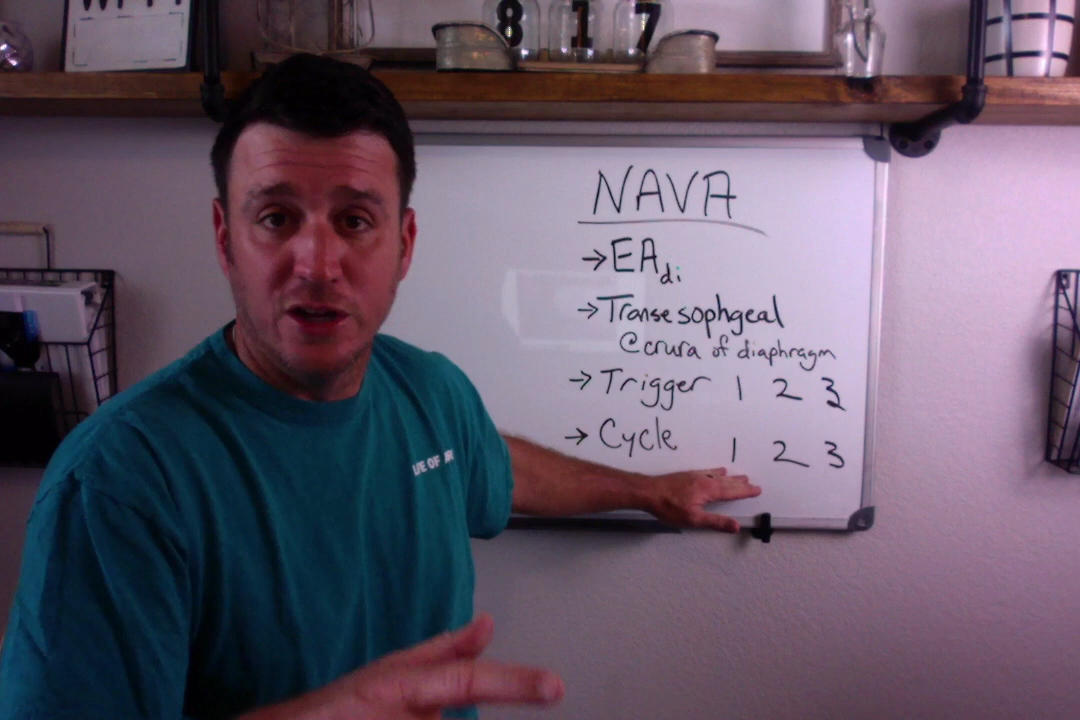 8 1 7
NAVA
→ EAdi
→ Transesophgeal
@ crura of diaphragm
→ Trigger 1 2 3
→ Cycle 1 2 3